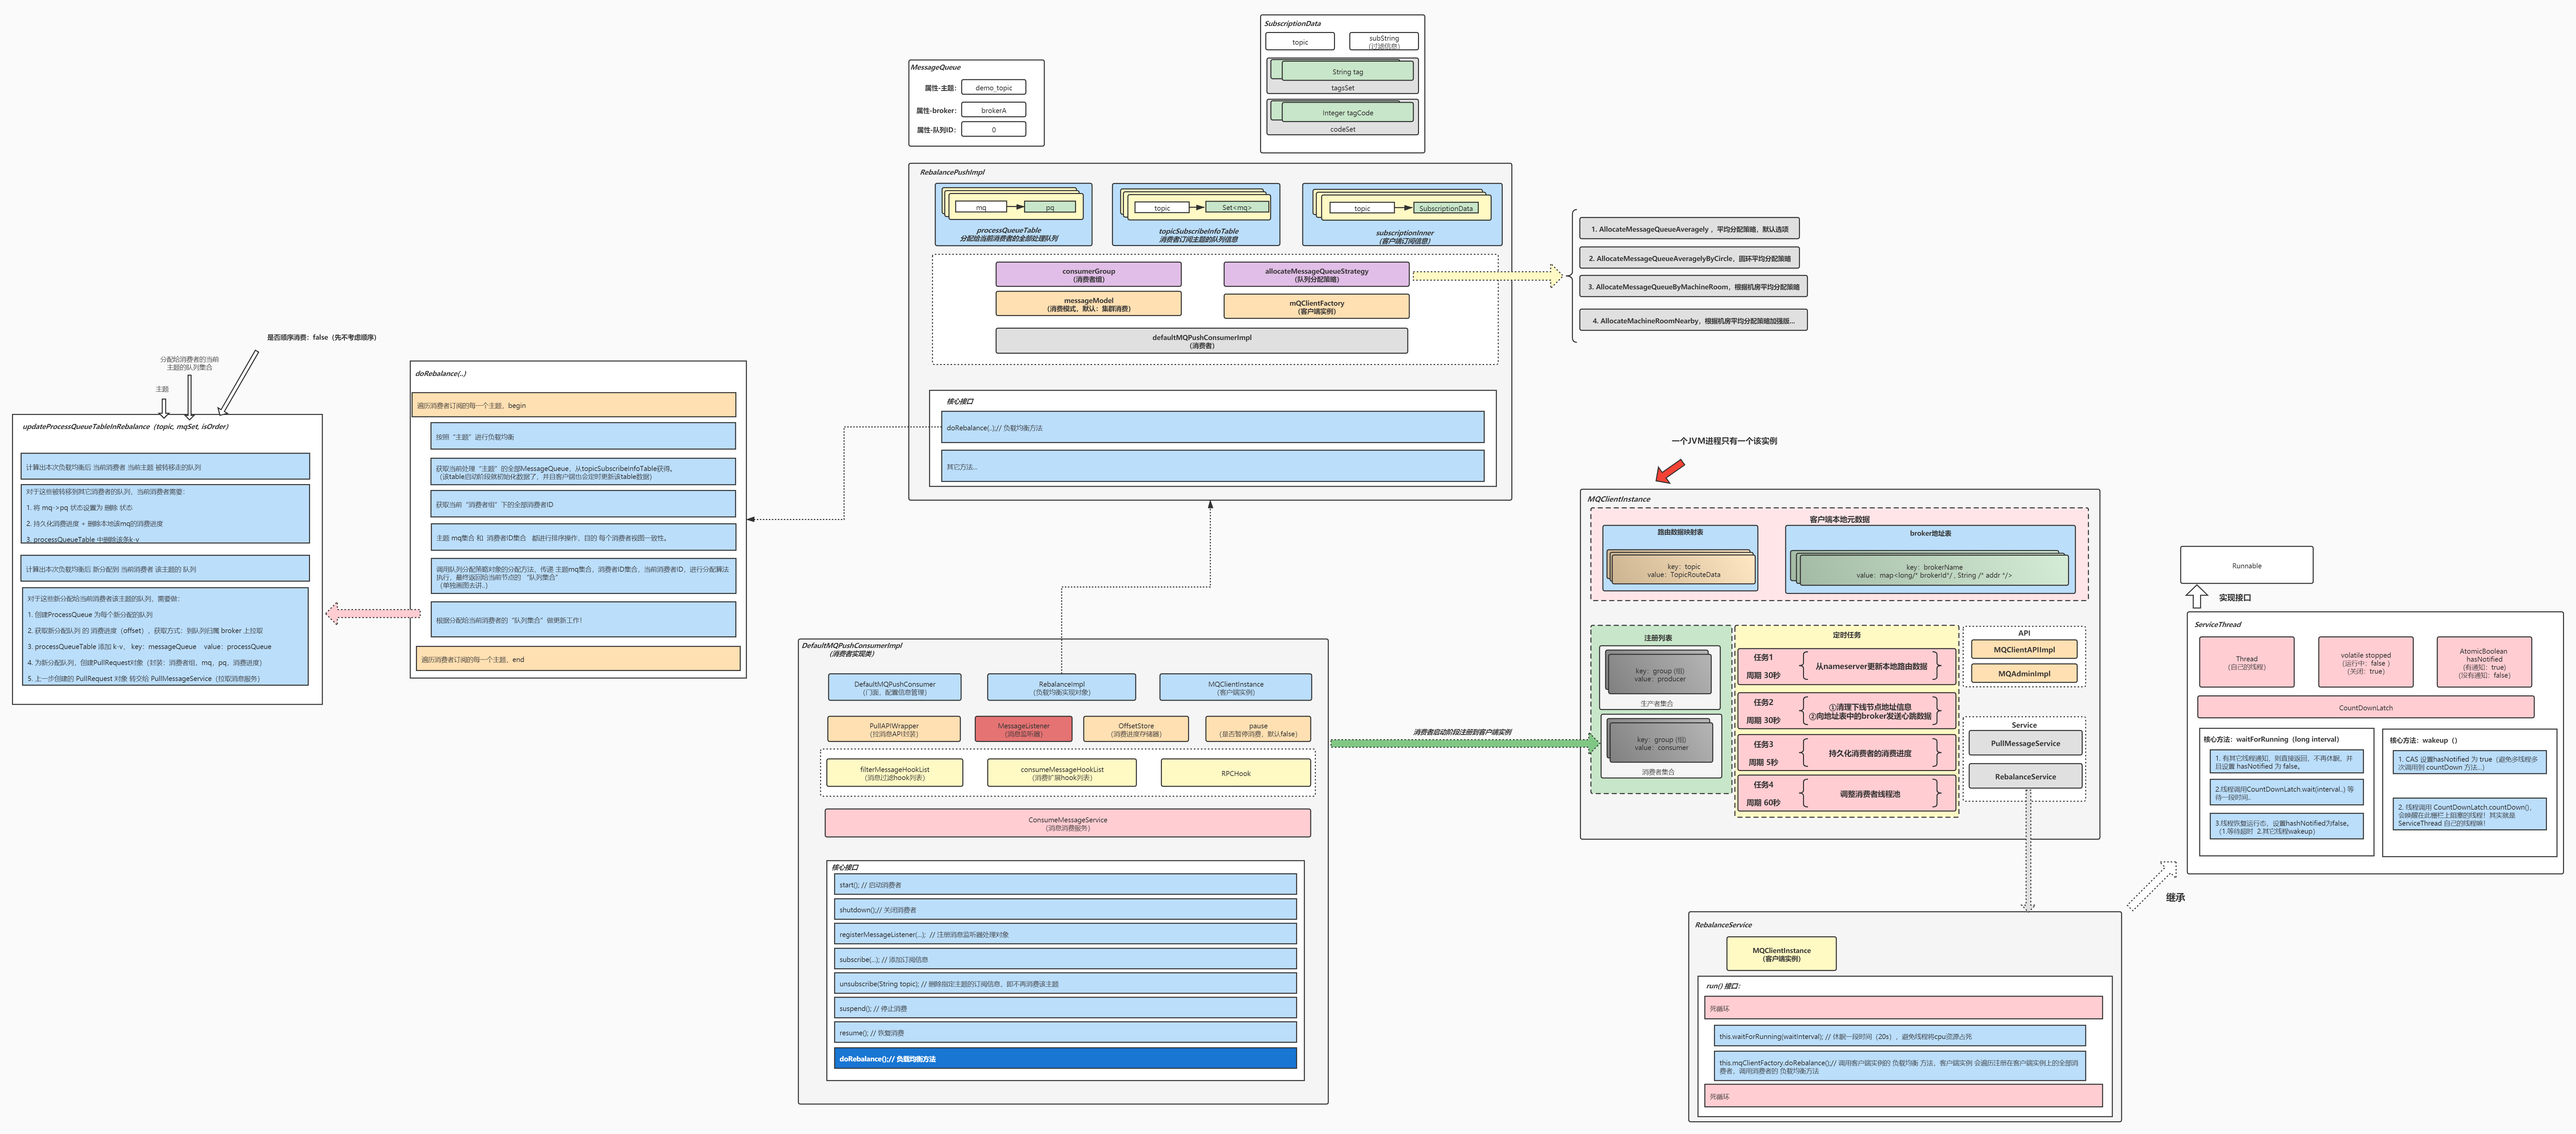 SubscriptionData
topic
subString
（过滤信息）
String tag
tagsSet
Integer tagCode
codeSet
MessageQueue
属性-主题：
demo_topic
属性-broker：
brokerA
属性-队列ID：
0
RebalancePushImpl
mq
pq
processQueueTable
分配给当前消费者的全部处理队列
topic
Set<mq>
topicSubscribeInfoTable
消费者订阅主题的队列信息
topic
SubscriptionData
subscriptionInner
（客户端订阅信息）
consumerGroup
（消费者组）
allocateMessageQueueStrategy
（队列分配策略）
messageModel
（消费模式，默认：集群消费）
mQClientFactory
（客户端实例）
defaultMQPushConsumerImpl
（消费者）
核心接口
doRebalance(..);// 负载均衡方法
其它方法...
1. AllocateMessageQueueAveragely ，平均分配策略，默认选项
2. AllocateMessageQueueAveragelyByCircle，圆环平均分配策略
3. AllocateMessageQueueByMachineRoom，根据机房平均分配策略
4. AllocateMachineRoomNearby，根据机房平均分配策略加强版...
是否顺序消费：false（先不考虑顺序）
分配给消费者的当前
主题的队列集合
主题
updateProcessQueueTableInRebalance（topic, mqSet, isOrder）
计算出本次负载均衡后 当前消费者 当前主题 被转移走的队列
对于这些被转移到其它消费者的队列，当前消费者需要：
1. 将 mq->pq 状态设置为 删除 状态
2. 持久化消费进度 + 删除本地该mq的消费进度
3. processQueueTable 中删除该条k-v
计算出本次负载均衡后 新分配到 当前消费者 该主题的 队列
对于这些新分配给当前消费者该主题的队列，需要做：
1. 创建ProcessQueue 为每个新分配的队列
2. 获取新分配队列 的 消费进度（offset），获取方式：到队列归属 broker 上拉取
3. processQueueTable 添加 k-v， key：messageQueue value：processQueue
4. 为新分配队列，创建PullRequest对象（封装：消费者组，mq，pq，消费进度）
5. 上一步创建的 PullRequest 对象 转交给 PullMessageService（拉取消息服务）
doRebalance(..)
遍历消费者订阅的每一个主题，begin
按照“主题”进行负载均衡
获取当前处理“主题”的全部MessageQueue，从topicSubscribeInfoTable获得。
（该table启动阶段就初始化数据了，并且客户端也会定时更新该table数据）
获取当前“消费者组”下的全部消费者ID
主题 mq集合 和 消费者ID集合 都进行排序操作，目的 每个消费者视图一致性。
调用队列分配策略对象的分配方法，传递 主题mq集合，消费者ID集合，当前消费者ID，进行分配算法
执行，最终返回给当前节点的 “队列集合”
（单独画图去讲..）
根据分配给当前消费者的“队列集合”做更新工作！
遍历消费者订阅的每一个主题，end
DefaultMQPushConsumerImpl
（消费者实现类）
DefaultMQPushConsumer
（门面、配置信息管理）
RebalanceImpl
（负载均衡实现对象）
MQClientInstance
（客户端实例）
PullAPIWrapper
（拉消息API封装）
MessageListener
（消息监听器）
OffsetStore
（消费进度存储器）
pause
（是否暂停消费，默认false）
filterMessageHookList
（消息过滤hook列表）
consumeMessageHookList
（消费扩展hook列表）
RPCHook
ConsumeMessageService
（消息消费服务）
核心接口
start(); // 启动消费者
shutdown();// 关闭消费者
registerMessageListener(...); // 注册消息监听器处理对象
subscribe(...); // 添加订阅信息
unsubscribe(String topic); // 删除指定主题的订阅信息，即不再消费该主题
suspend(); // 停止消费
resume(); // 恢复消费
doRebalance();// 负载均衡方法
消费者启动阶段注册到客户端实例
一个JVM进程只有一个该实例
MQClientInstance
客户端本地元数据
路由数据映射表
key：topic
value：TopicRouteData
broker地址表
key：brokerName
value：map<long/* brokerId*/ , String /* addr */>
注册列表
key：group (组)
value：producer
生产者集合
key：group (组)
value：consumer
消费者集合
定时任务
任务1
周期 30秒
从nameserver更新本地路由数据
任务2
周期 30秒
①清理下线节点地址信息
②向地址表中的broker发送心跳数据
任务3
周期 5秒
持久化消费者的消费进度
任务4
周期 60秒
调整消费者线程池
API
MQClientAPIImpl
MQAdminImpl
Service
PullMessageService
RebalanceService
Runnable
实现接口
ServiceThread
Thread
（自己的线程）
volatile stopped
（运行中：false ）
（关闭：true）
AtomicBoolean
hasNotified
（有通知：true）
（没有通知：false）
CountDownLatch
核心方法：waitForRunning（long interval）
1. 有其它线程通知，则直接返回，不再休眠，并
且设置 hasNotified 为 false。
2.线程调用CountDownLatch.wait(interval..) 等
待一段时间..
3.线程恢复运行态，设置hashNotified为false。
（1.等待超时 2.其它线程wakeup）
核心方法：wakeup（）
1. CAS 设置hasNotified 为 true（避免多线程多
次调用到 countDown 方法...）
2. 线程调用 CountDownLatch.countDown()，
会唤醒在此栅栏上阻塞的线程！其实就是
ServiceThread 自己的线程嘛！
继承
RebalanceService
MQClientInstance
（客户端实例）
run() 接口：
死循环
this.waitForRunning(waitInterval); // 休眠一段时间（20s），避免线程将cpu资源占死
this.mqClientFactory.doRebalance();// 调用客户端实例的 负载均衡 方法，客户端实例 会遍历注册在客户端实例上的全部消
费者，调用消费者的 负载均衡方法
死循环